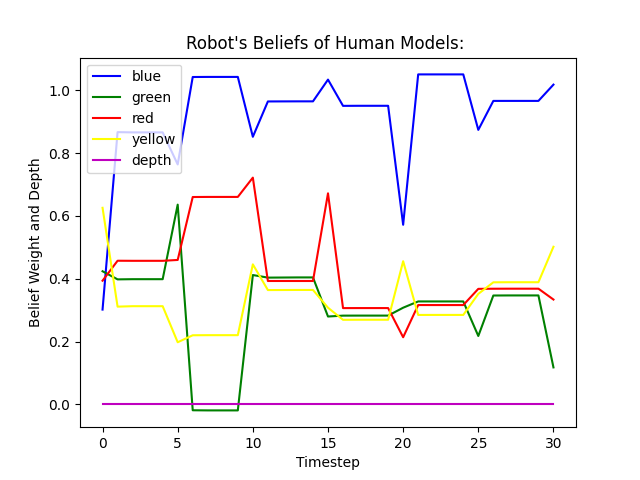 Robot's Beliefs of Human Models:
blue
green
red
yellow
depth
1.0
0.8
0.6
0.4
0.2
0.0
Belief Weight and Depth
0 5 10 15 20 25 30
Timestep